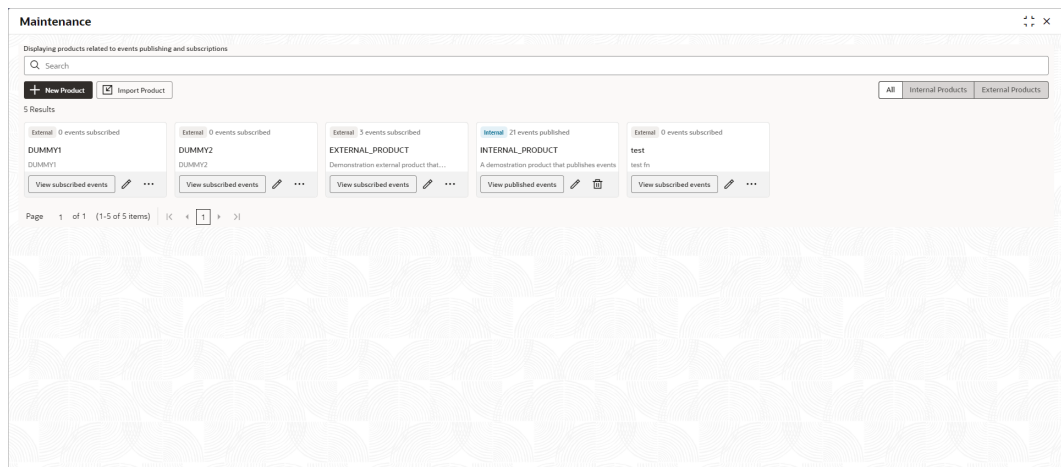 Maintenance
Displaying products related to events publishing and subscriptions
Search
New Product Import Product All Internal Products External Products
5 Results
External 0 events subscribed External 0 events subscribed External 3 events subscribed Internal 21 events published External 0 events subscribed
DUMMY1 DUMMY2 EXTERNAL_PRODUCT INTERNAL_PRODUCT test
DUMMY1 DUMMY2 Demonstration external product that... A demostration product that publishes events test fn
View subscribed events View subscribed events View subscribed events View published events View subscribed events
Page 1 of 1 (1-5 of 5 items) 1